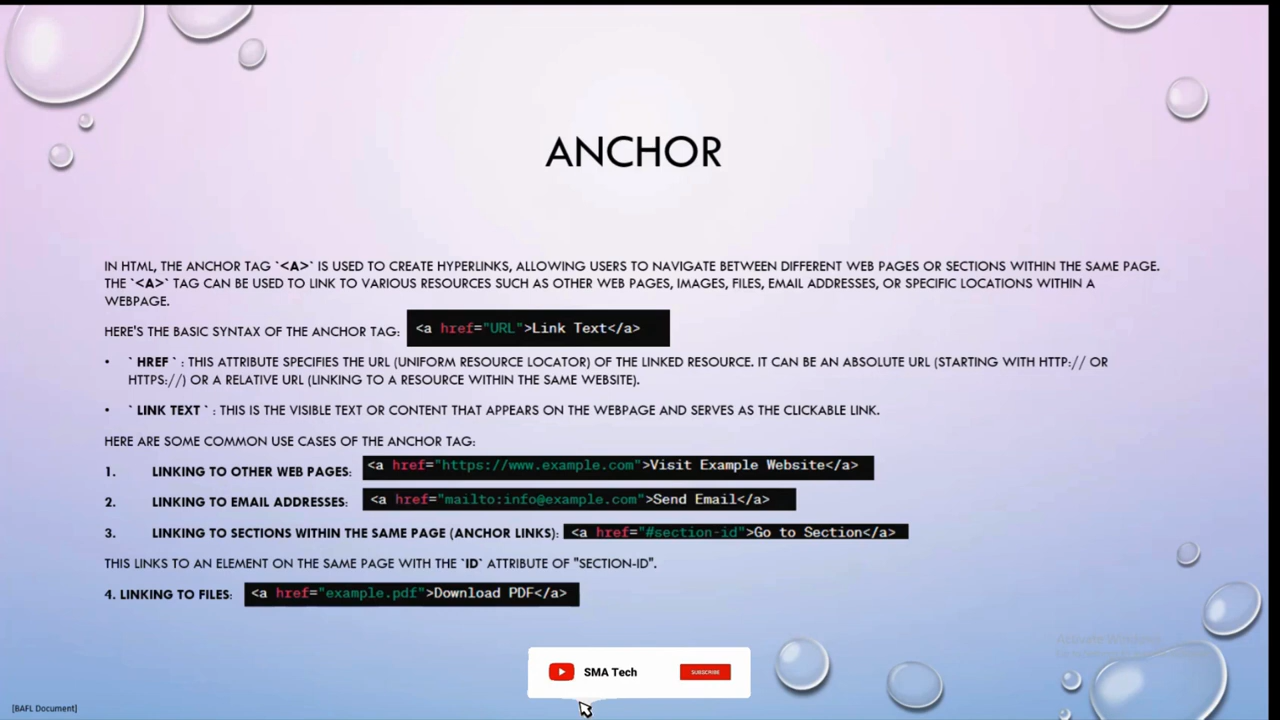 ANCHOR
IN HTML, THE ANCHOR TAG `<A>` IS USED TO CREATE HYPERLINKS, ALLOWING USERS TO NAVIGATE BETWEEN DIFFERENT WEB PAGES OR SECTIONS WITHIN THE SAME PAGE.
THE `<A>` TAG CAN BE USED TO LINK TO VARIOUS RESOURCES SUCH AS OTHER WEB PAGES, IMAGES, FILES, EMAIL ADDRESSES, OR SPECIFIC LOCATIONS WITHIN A
WEBPAGE.
HERE'S THE BASIC SYNTAX OF THE ANCHOR TAG: <a href="URL">Link Text</a>
• ` HREF ` : THIS ATTRIBUTE SPECIFIES THE URL (UNIFORM RESOURCE LOCATOR) OF THE LINKED RESOURCE. IT CAN BE AN ABSOLUTE URL (STARTING WITH HTTP:// OR
HTTPS://) OR A RELATIVE URL (LINKING TO A RESOURCE WITHIN THE SAME WEBSITE).
• ` LINK TEXT ` : THIS IS THE VISIBLE TEXT OR CONTENT THAT APPEARS ON THE WEBPAGE AND SERVES AS THE CLICKABLE LINK.
HERE ARE SOME COMMON USE CASES OF THE ANCHOR TAG:
1. LINKING TO OTHER WEB PAGES: <a href="https://www.example.com">Visit Example Website</a>
2. LINKING TO EMAIL ADDRESSES: <a href="mailto:info@example.com">Send Email</a>
3. LINKING TO SECTIONS WITHIN THE SAME PAGE (ANCHOR LINKS): <a href="#section-id">Go to Section</a>
THIS LINKS TO AN ELEMENT ON THE SAME PAGE WITH THE `ID` ATTRIBUTE OF "SECTION-ID".
4. LINKING TO FILES: <a href="example.pdf">Download PDF</a>
Activate Windows
SMA Tech SUBSCRIBE
[BAFL Document]